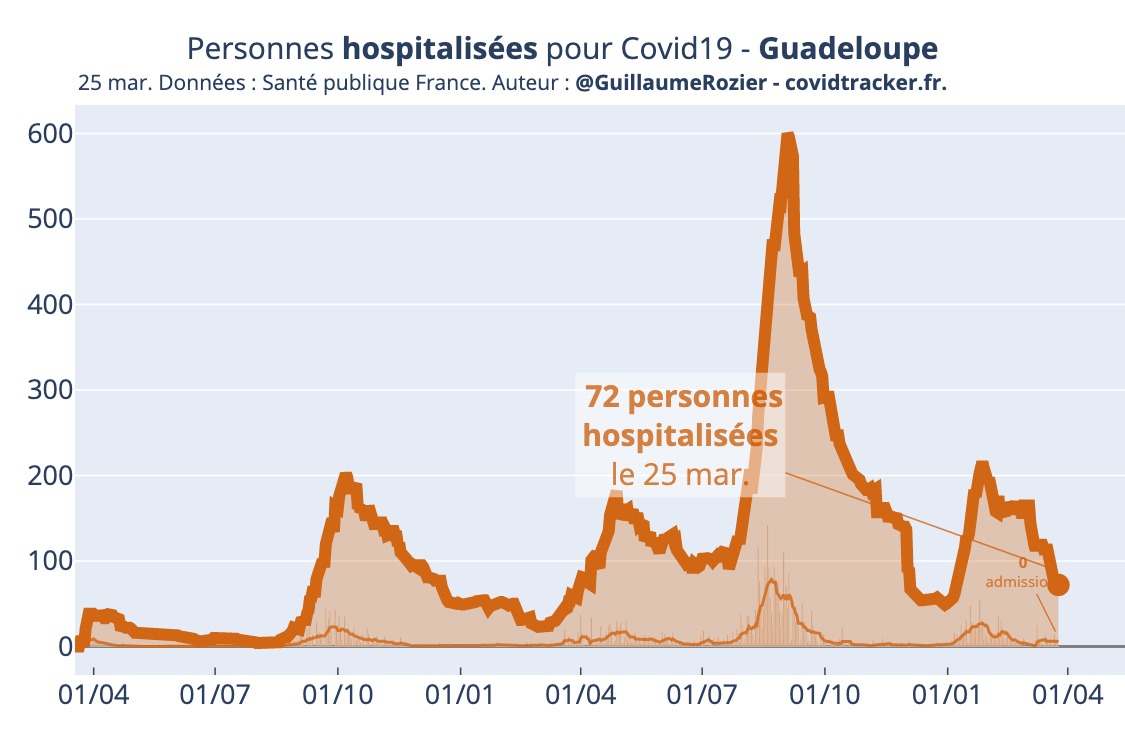 Personnes hospitalisées pour Covid19 - Guadeloupe
25 mar. Données : Santé publique France. Auteur : @GuillaumeRozier - covidtracker.fr.
600
500
400
300
200
100
0
72 personnes
hospitalisées
le 25 mar.
0
admissio
01/04 01/07 01/10 01/01 01/04 01/07 01/10 01/01 01/04